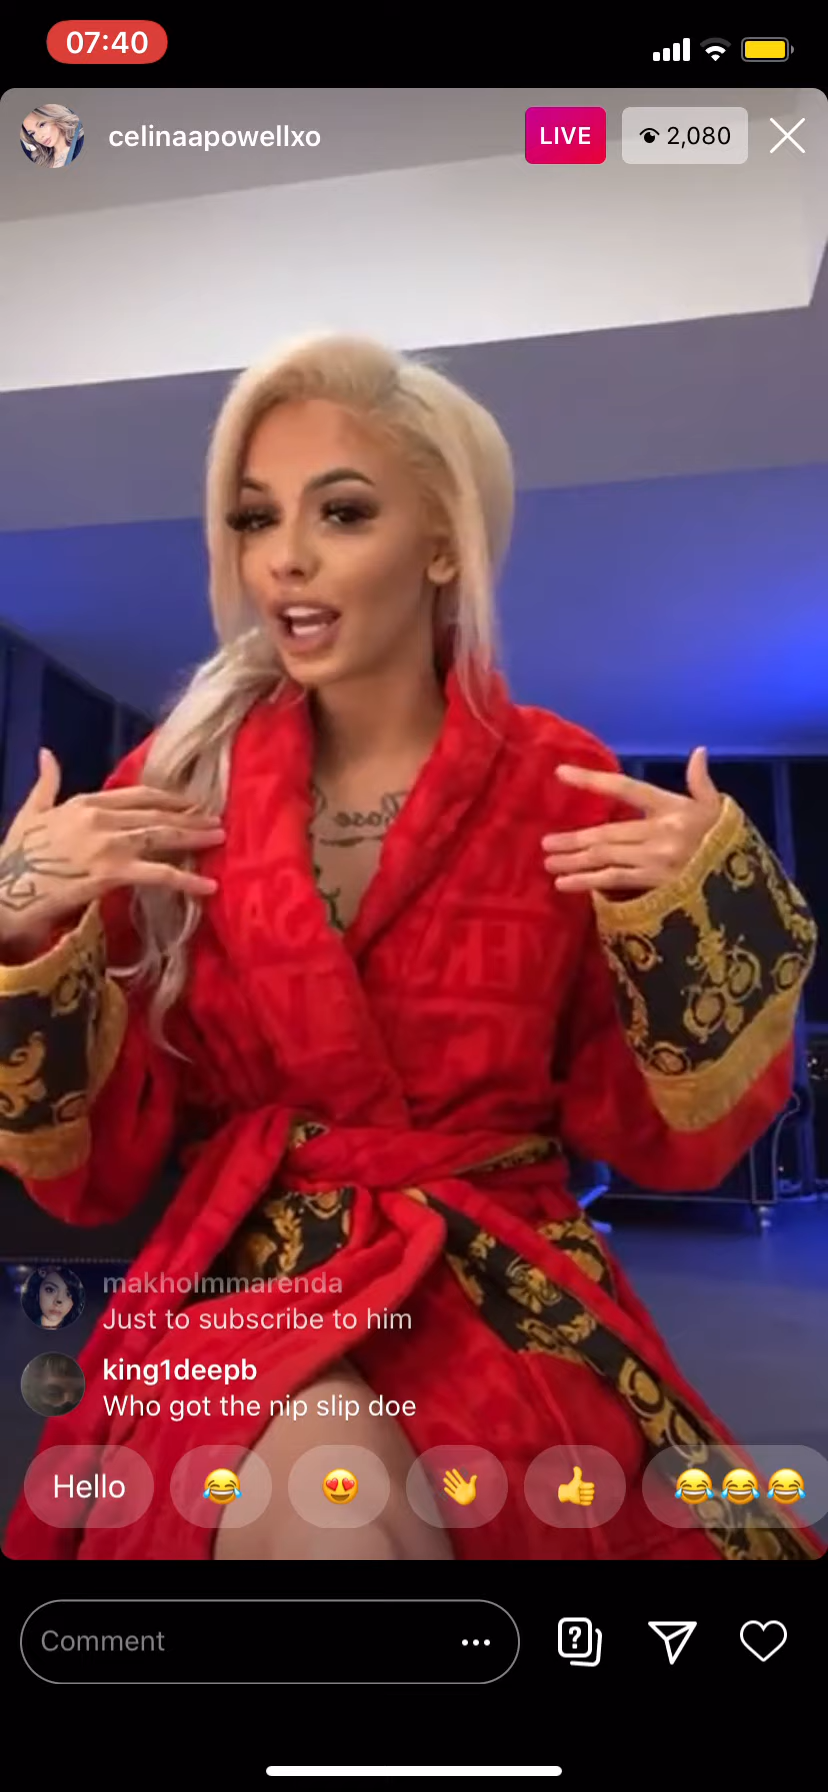 07:40
celinaapowellxo
LIVE
2,080
Rose
makholmmarenda
Just to subscribe to him
king1deepb
Who got the nip slip doe
Hello
Comment